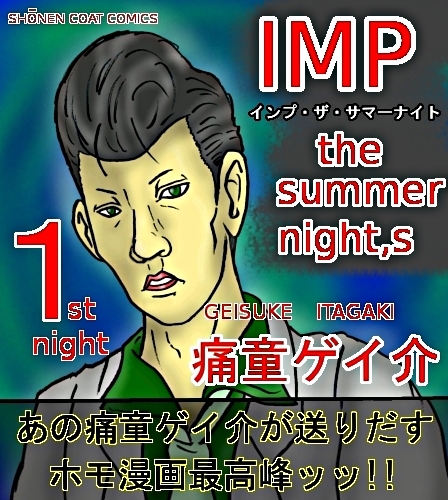 SHŌNEN COAT COMICS
IMP
インプ・ザ・サマーナイト
the
summer
night,s
1st
night
GEISUKE ITAGAKI
痛童ゲイ介
あの痛童ゲイ介が送りだす
ホモ漫画最高峰ッッ!!